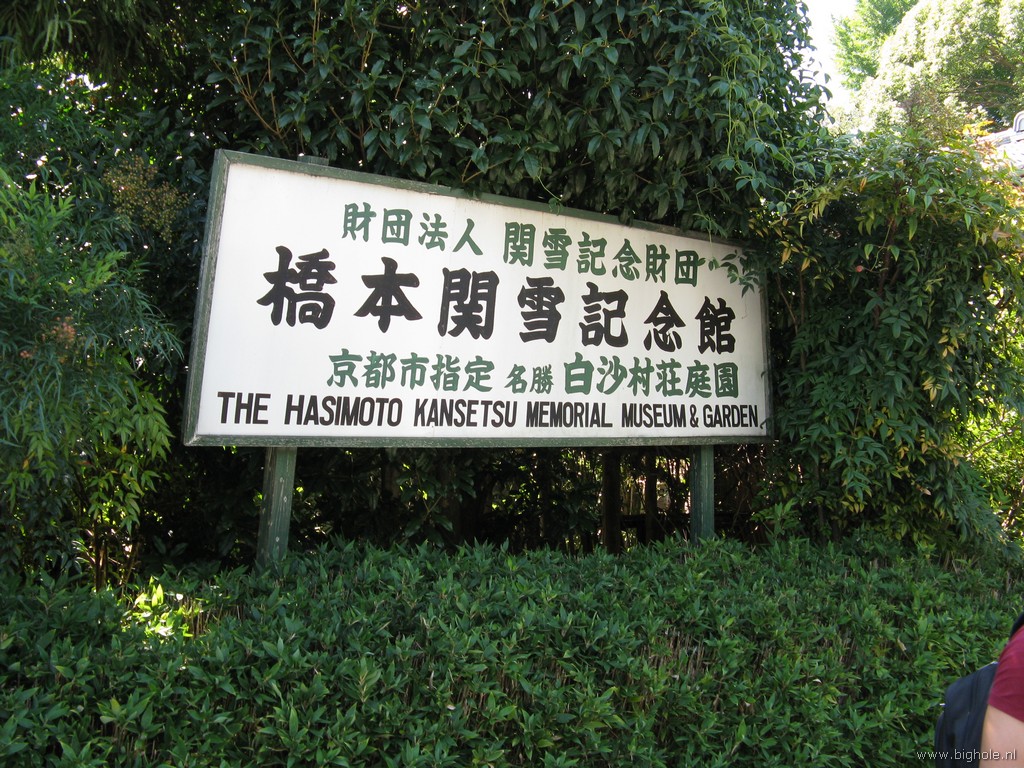 財団法人 関雪記念財団
橋本関雪記念館
京都市指定 名勝 白沙村荘庭園
THE HASIMOTO KANSETSU MEMORIAL MUSEUM & GARDEN
www.bighole.nl